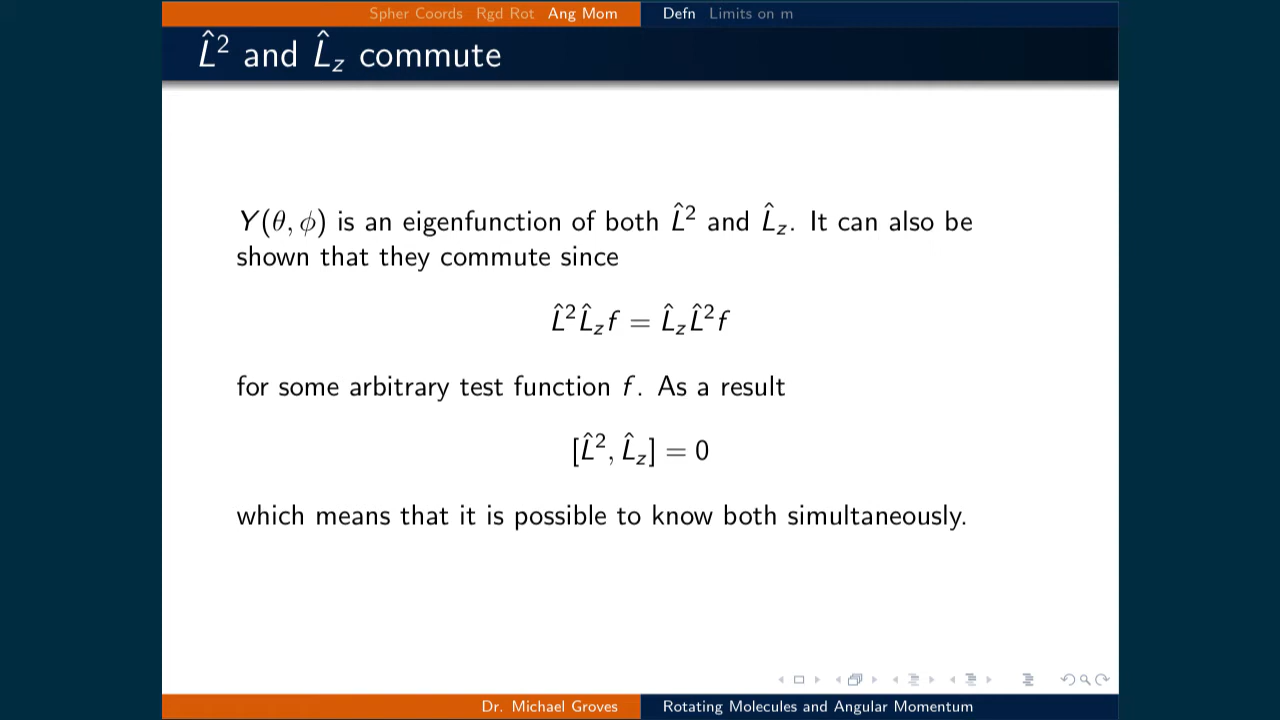 Spher Coords Rgd Rot Ang Mom Defn Limits on m
L̂² and L̂z commute
Y(θ, ϕ) is an eigenfunction of both L̂² and L̂z. It can also be
shown that they commute since
L̂²L̂zf = L̂zL̂²f
for some arbitrary test function f. As a result
[L̂², L̂z] = 0
which means that it is possible to know both simultaneously.
Dr. Michael Groves Rotating Molecules and Angular Momentum